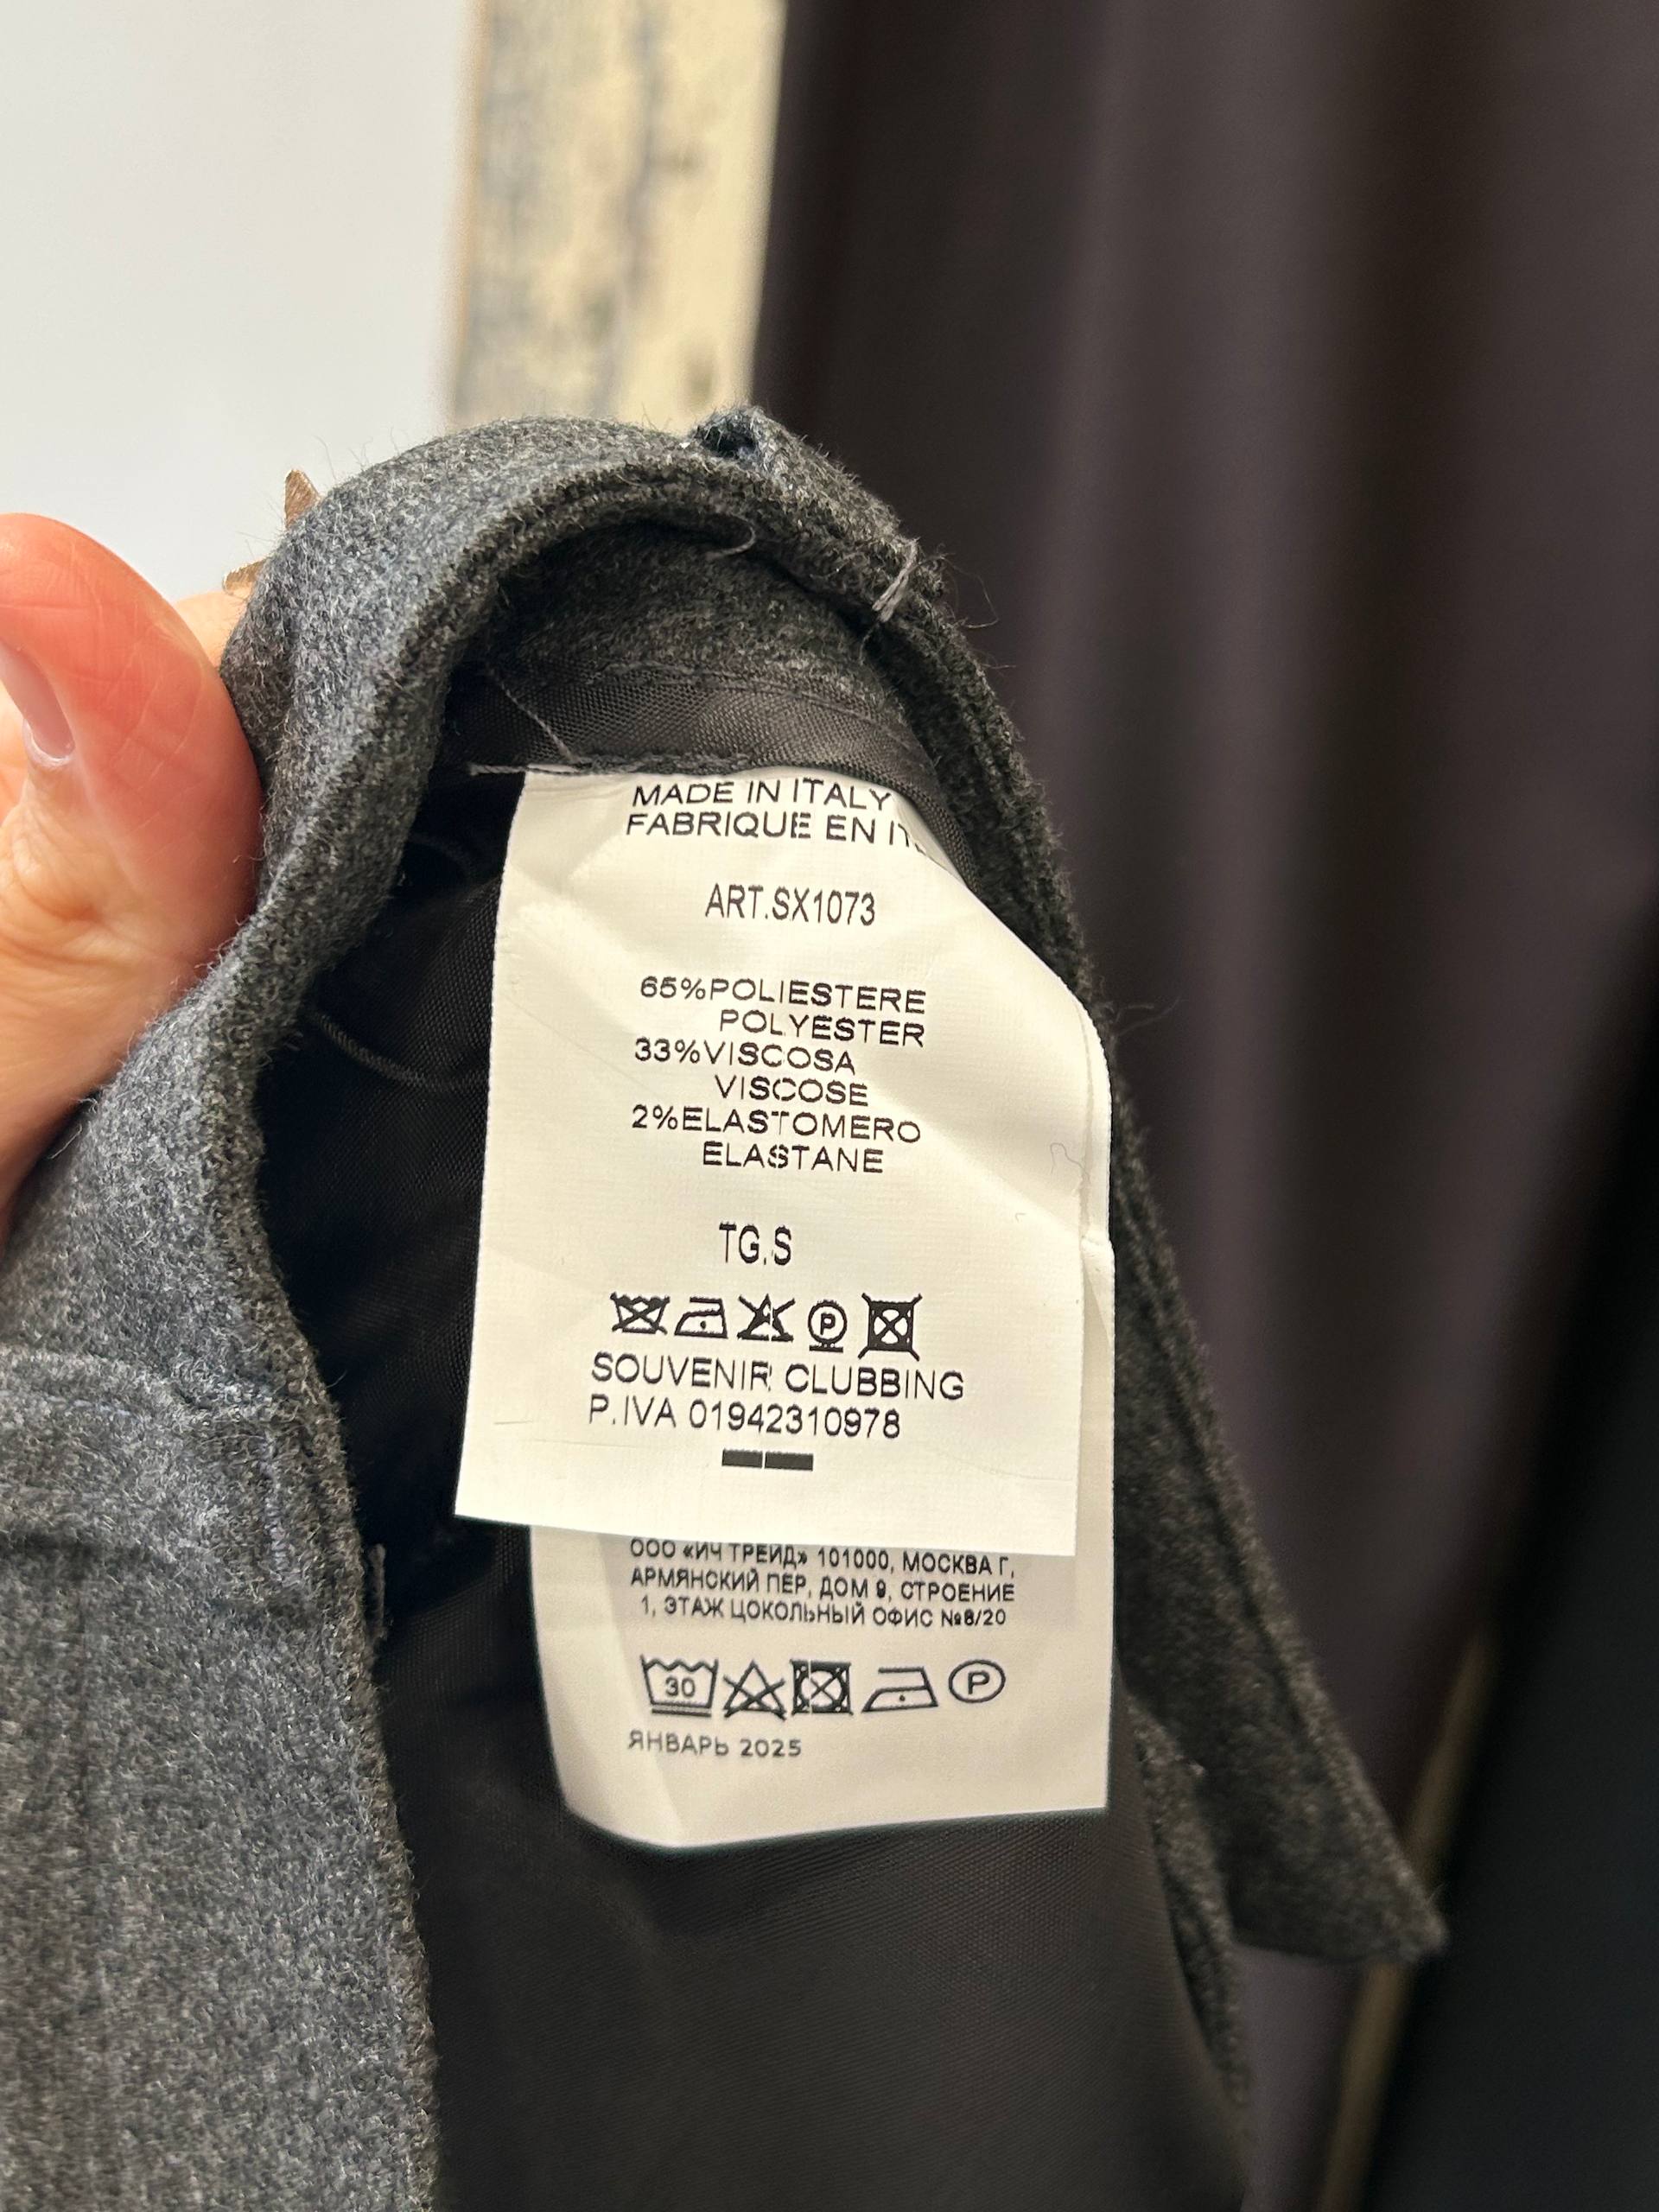 MADE IN ITALY
FABRIQUE EN
ART.SX1073
65%POLIESTERE
POLYESTER
33%VISCOSA
VISCOSE
2%ELASTOMERO
ELASTANE
TG.S
P
SOUVENIR CLUBBING
P.IVA 01942310978
ООО «ИЧ ТРЕЙД» 101000, МОСКВА Г,
АРМЯНСКИЙ ПЕР, ДОМ 9, СТРОЕНИЕ
1, ЭТАЖ ЦОКОЛЬНЫЙ ОФИС №8/20
30 P
ЯНВАРЬ 2025